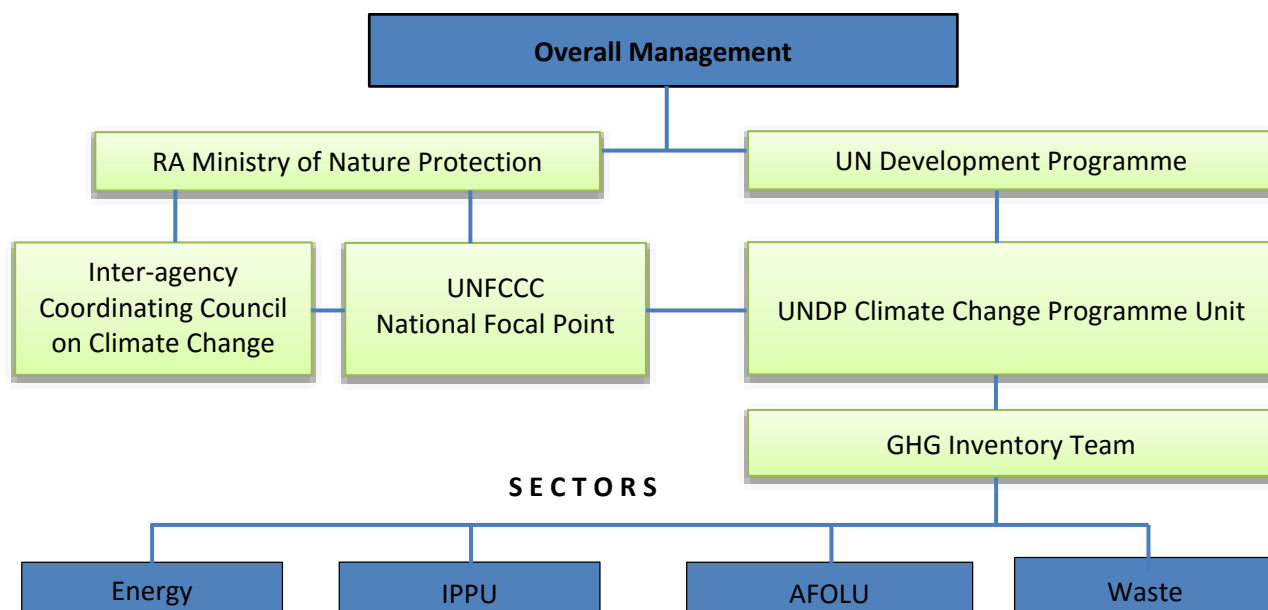 Overall Management
RA Ministry of Nature Protection
UN Development Programme
Inter-agency
Coordinating Council
on Climate Change
UNFCCC
National Focal Point
UNDP Climate Change Programme Unit
GHG Inventory Team
S E C T O R S
Energy
IPPU
AFOLU
Waste